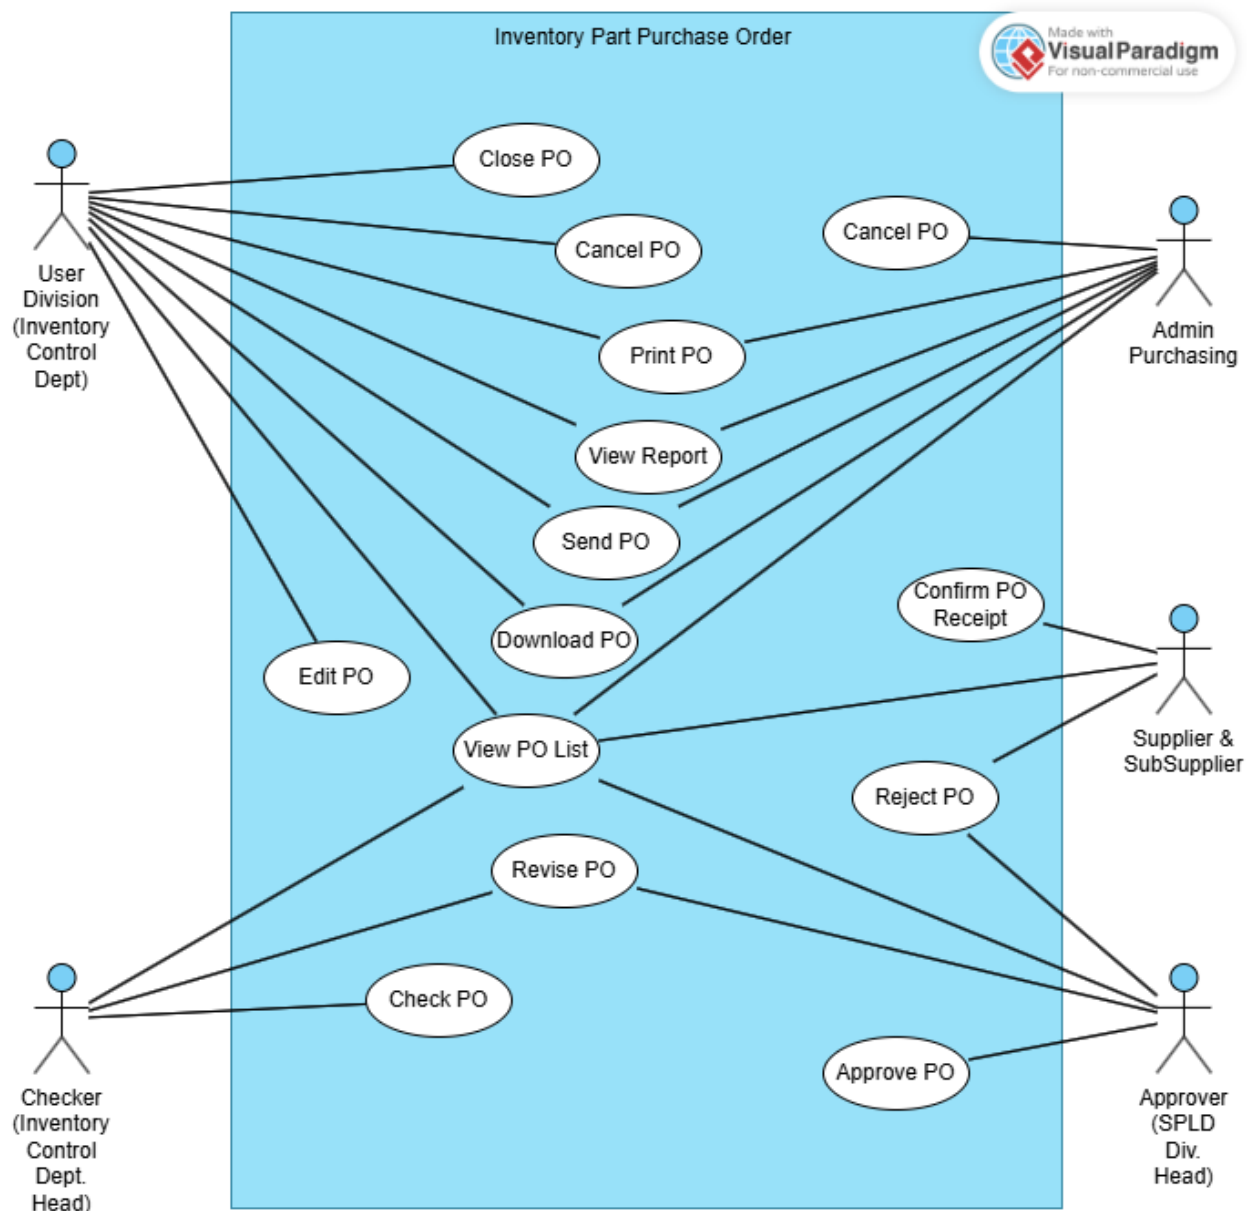 Inventory Part Purchase Order
Made with
Visual Paradigm
For non-commercial use
Close PO
Cancel PO
Cancel PO
User
Division
(Inventory
Control
Dept)
Admin
Purchasing
Print PO
View Report
Send PO
Confirm PO
Receipt
Download PO
Edit PO
View PO List
Supplier &
SubSupplier
Reject PO
Revise PO
Check PO
Approve PO
Checker
(Inventory
Control
Dept.
Head)
Approver
(SPLD
Div.
Head)